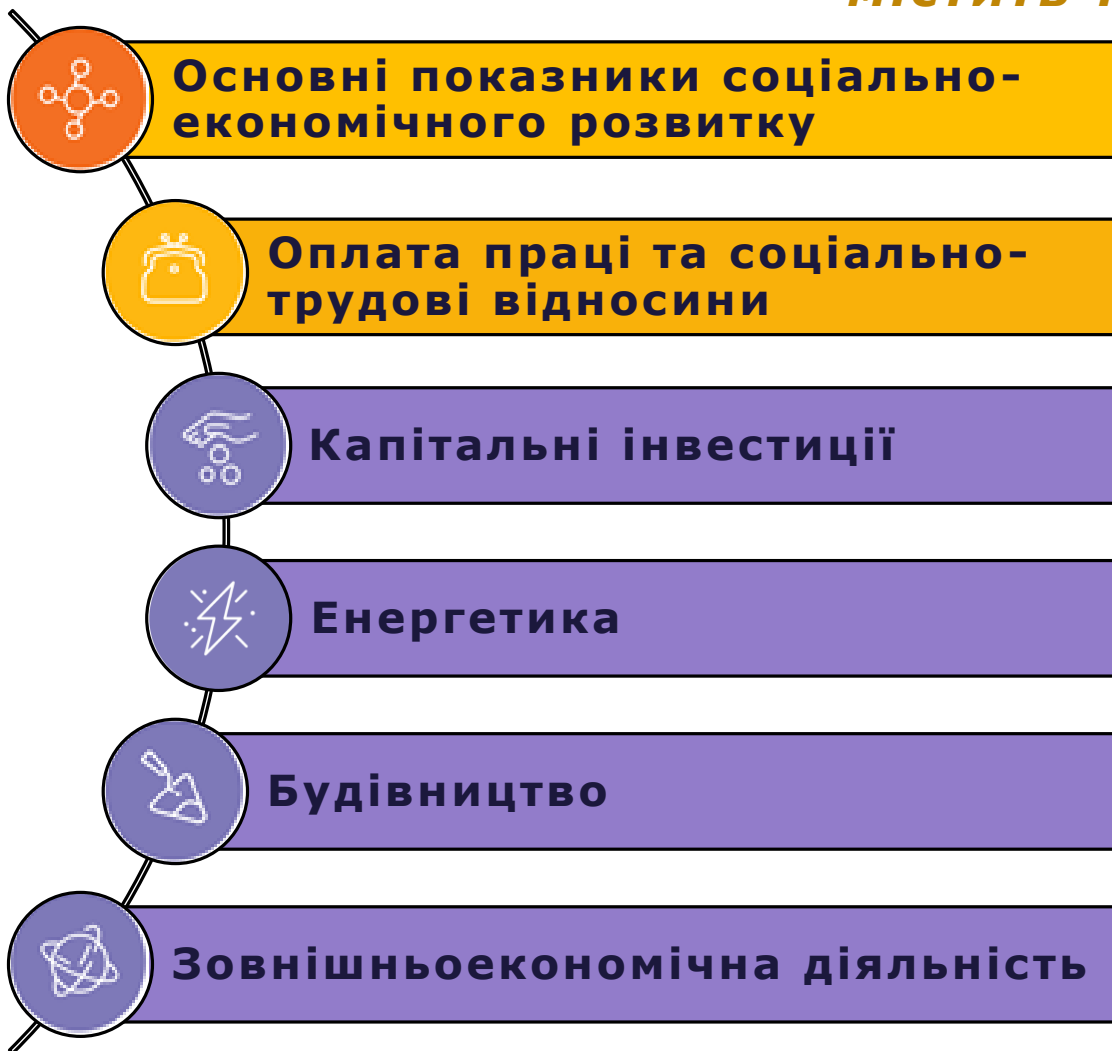 Основні показники соціально-
економічного розвитку
Оплата праці та соціально-
трудові відносини
Капітальні інвестиції
Енергетика
Будівництво
Зовнішньоекономічна діяльність